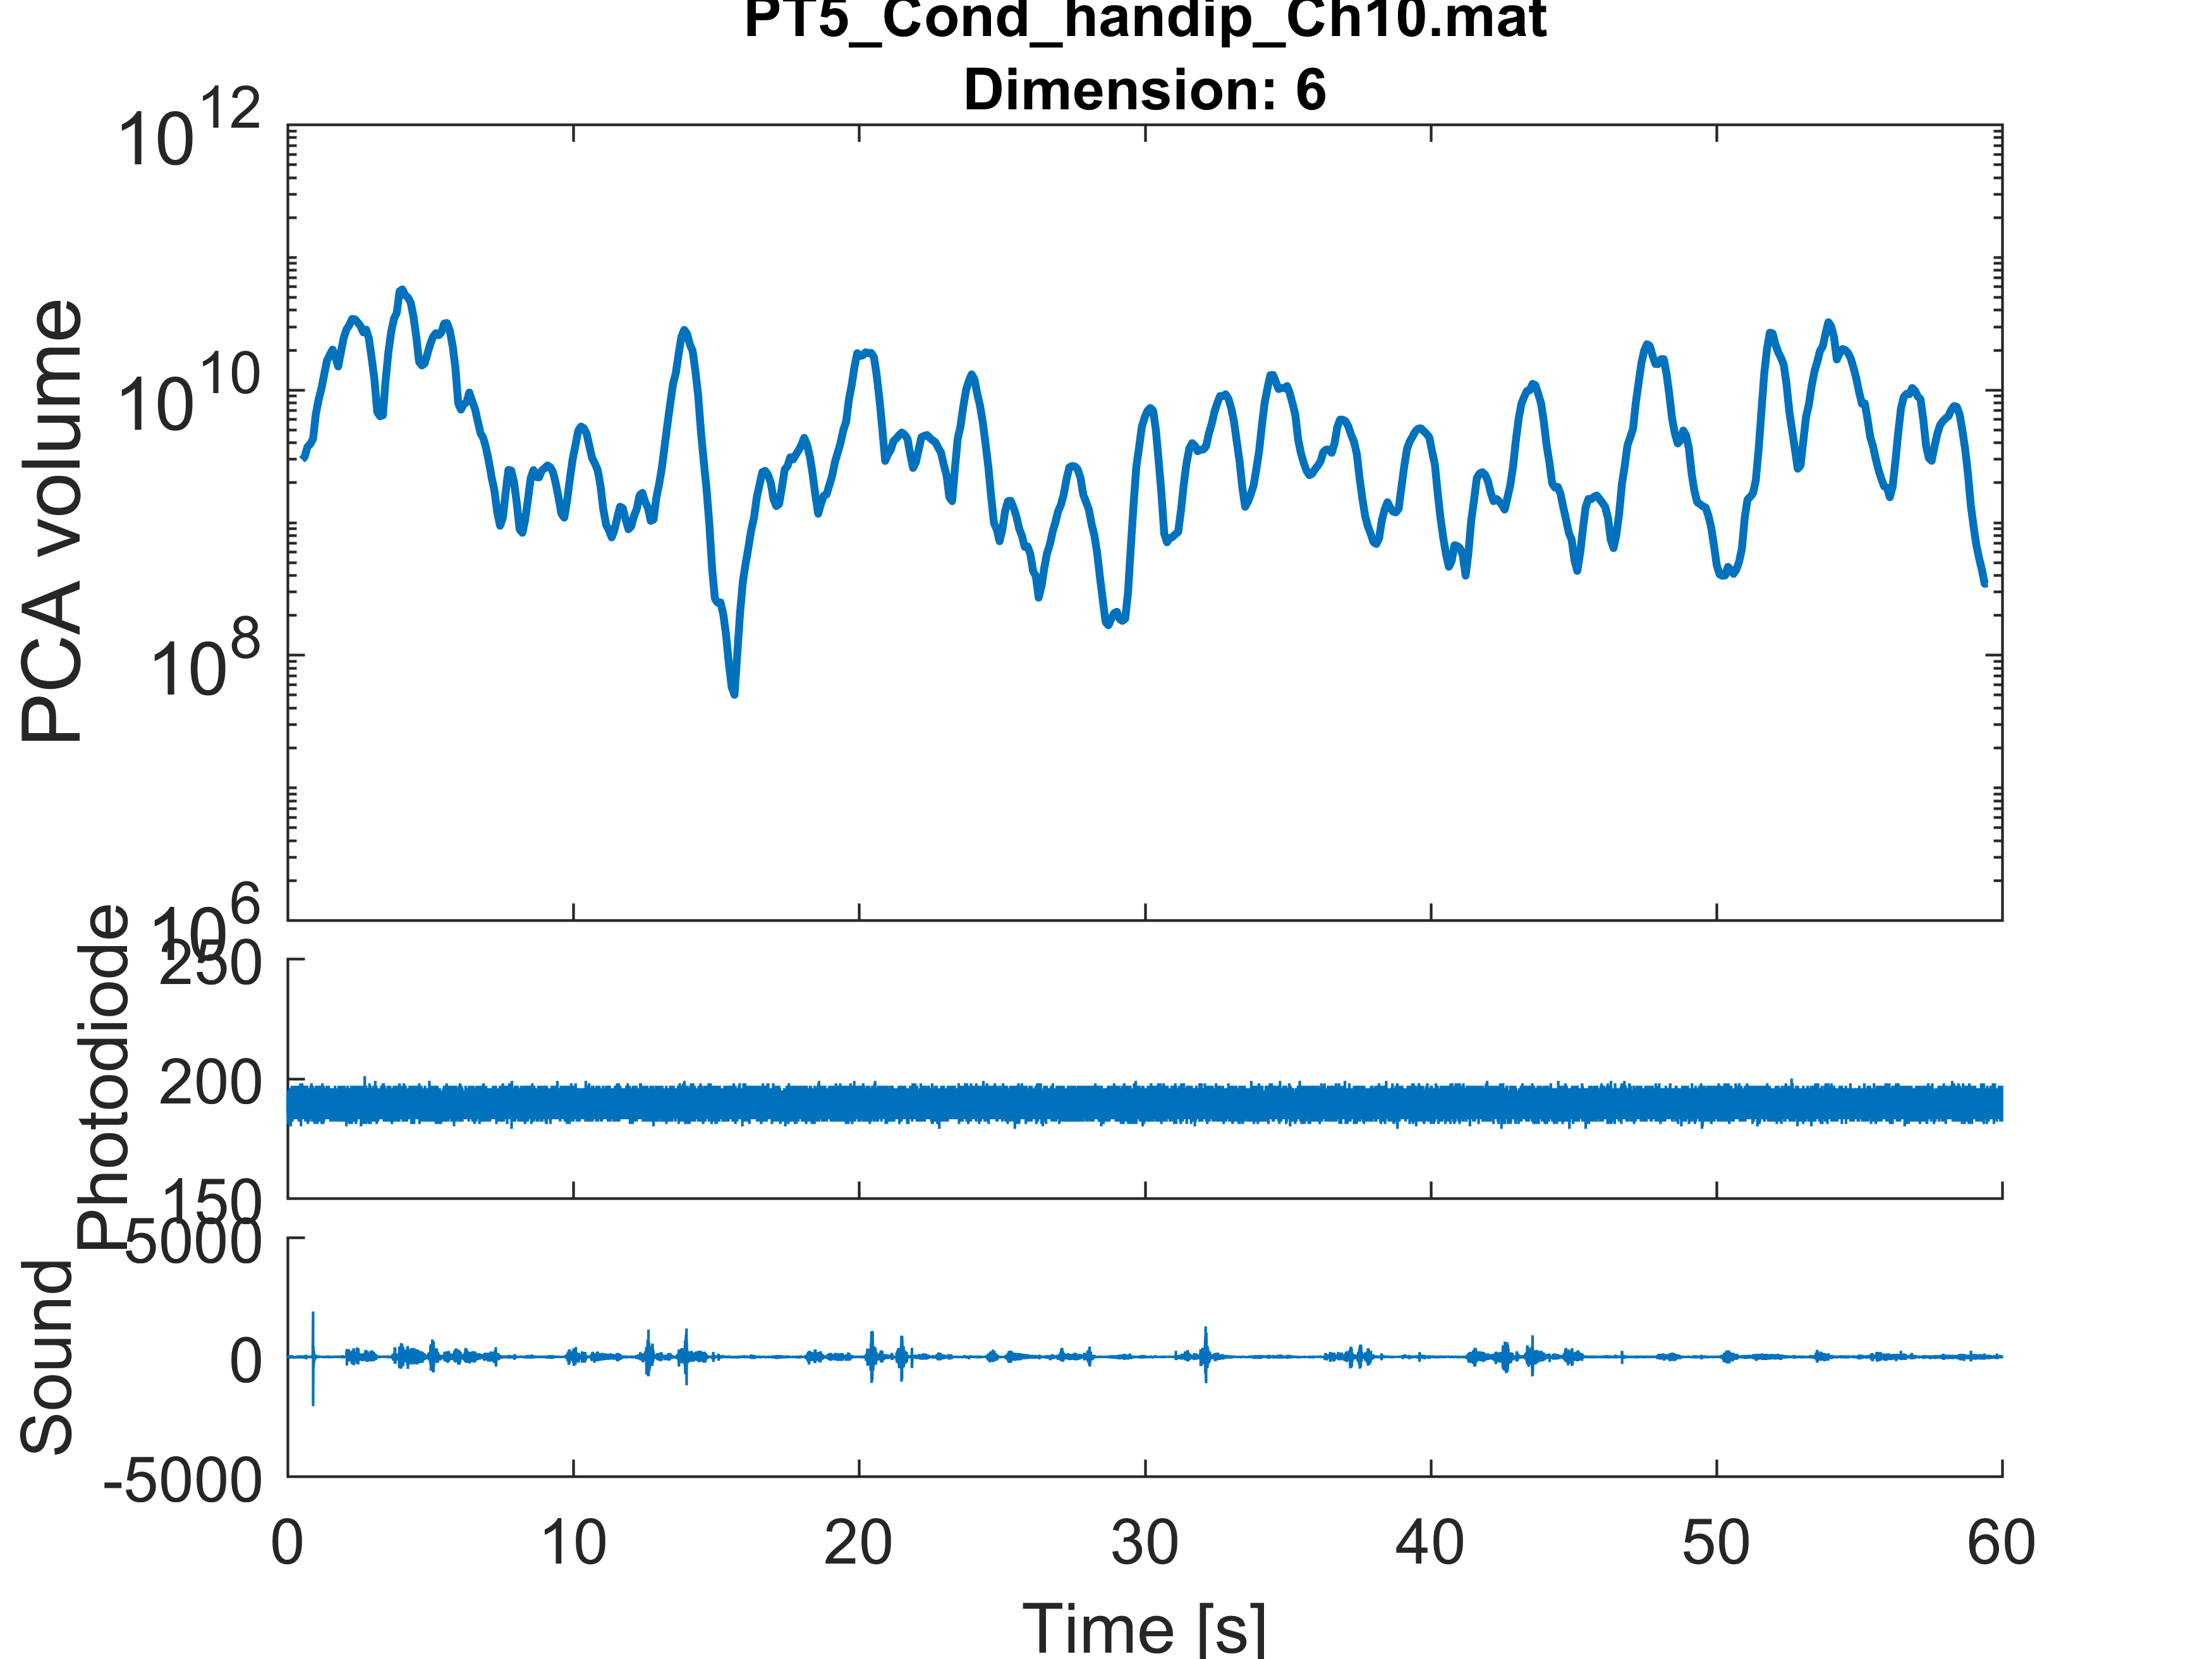 PT5_Cond_handip_Ch10.mat
Dimension: 6
PCA volume
10^12
10^10
10^8
10^6
Photodiode
250
200
150
Sound
5000
0
-5000
0 10 20 30 40 50 60
Time [s]